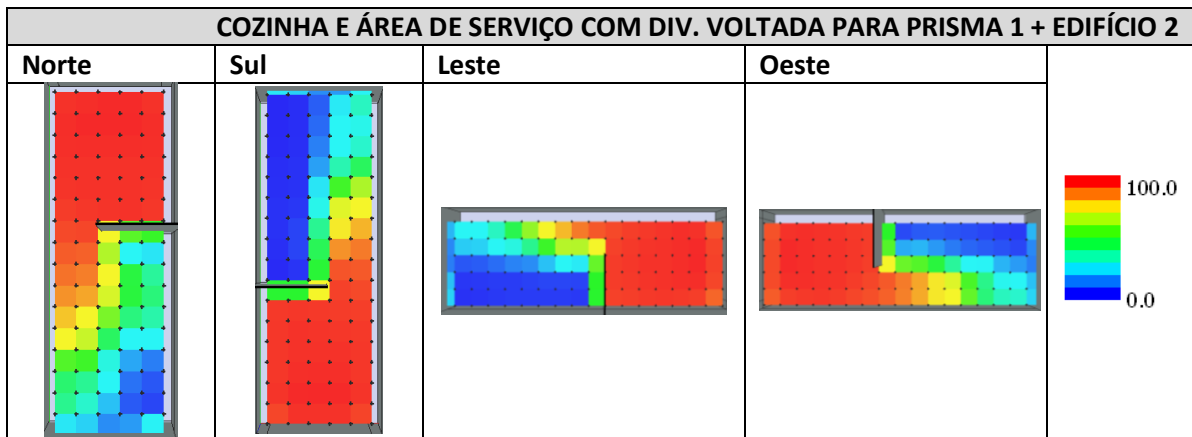 COZINHA E ÁREA DE SERVIÇO COM DIV. VOLTADA PARA PRISMA 1 + EDIFÍCIO 2
Norte Sul Leste Oeste
100.0
0.0